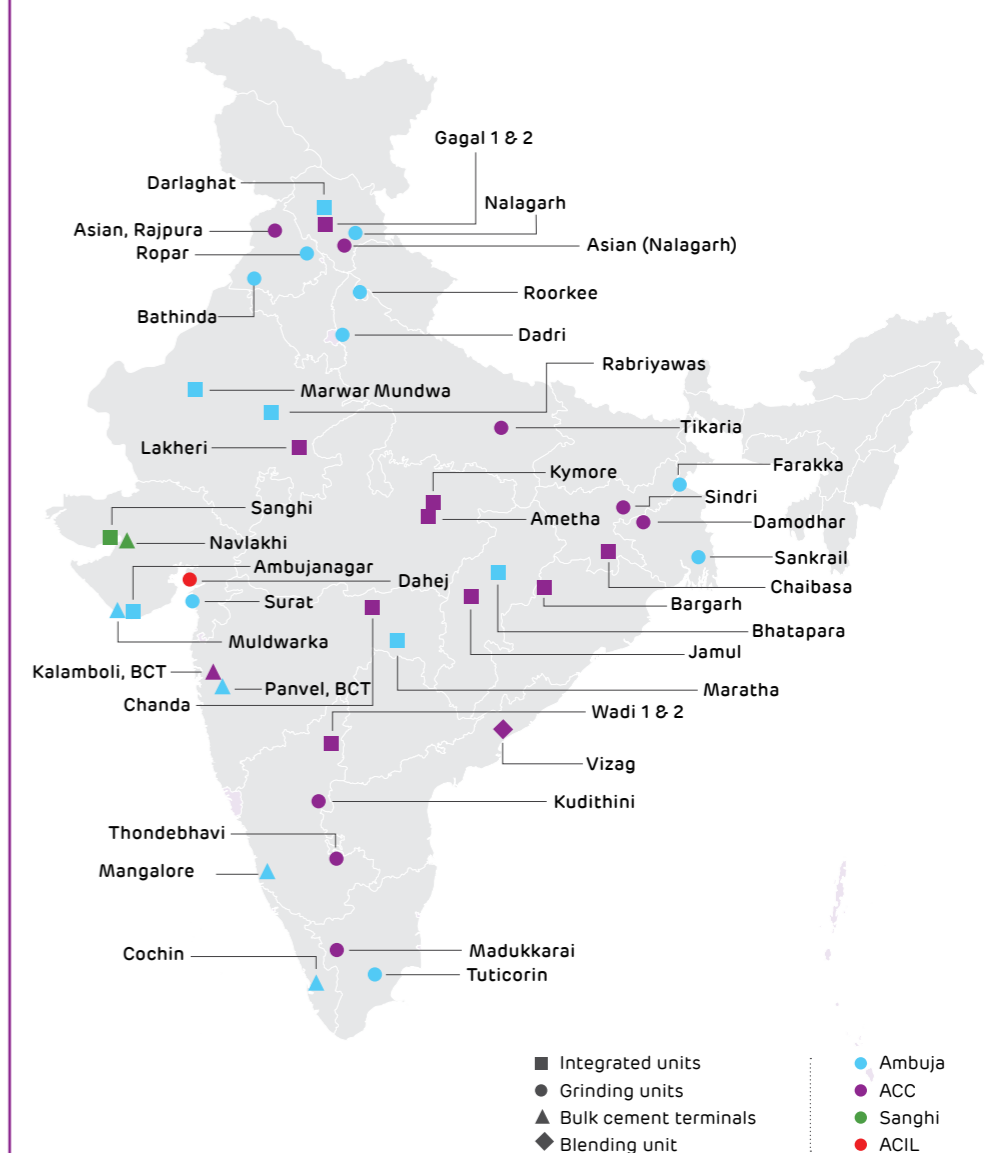 Gagal 1 & 2
Darlaghat
Nalagarh
Asian, Rajpura
Asian (Nalagarh)
Ropar
Roorkee
Bathinda
Dadri
Rabriyawas
Marwar Mundwa
Tikaria
Lakheri
Farakka
Kymore
Sindri
Sanghi
Ametha
Damodhar
Navlakhi
Sankrail
Ambujanagar
Dahej
Chaibasa
Surat
Bargarh
Bhatapara
Muldwarka
Jamul
Kalamboli, BCT
Panvel, BCT
Maratha
Chanda
Wadi 1 & 2
Vizag
Kudithini
Thondebhavi
Mangalore
Madukkarai
Cochin
Tuticorin
Integrated units
Grinding units
Bulk cement terminals
Blending unit
Ambuja
ACC
Sanghi
ACIL